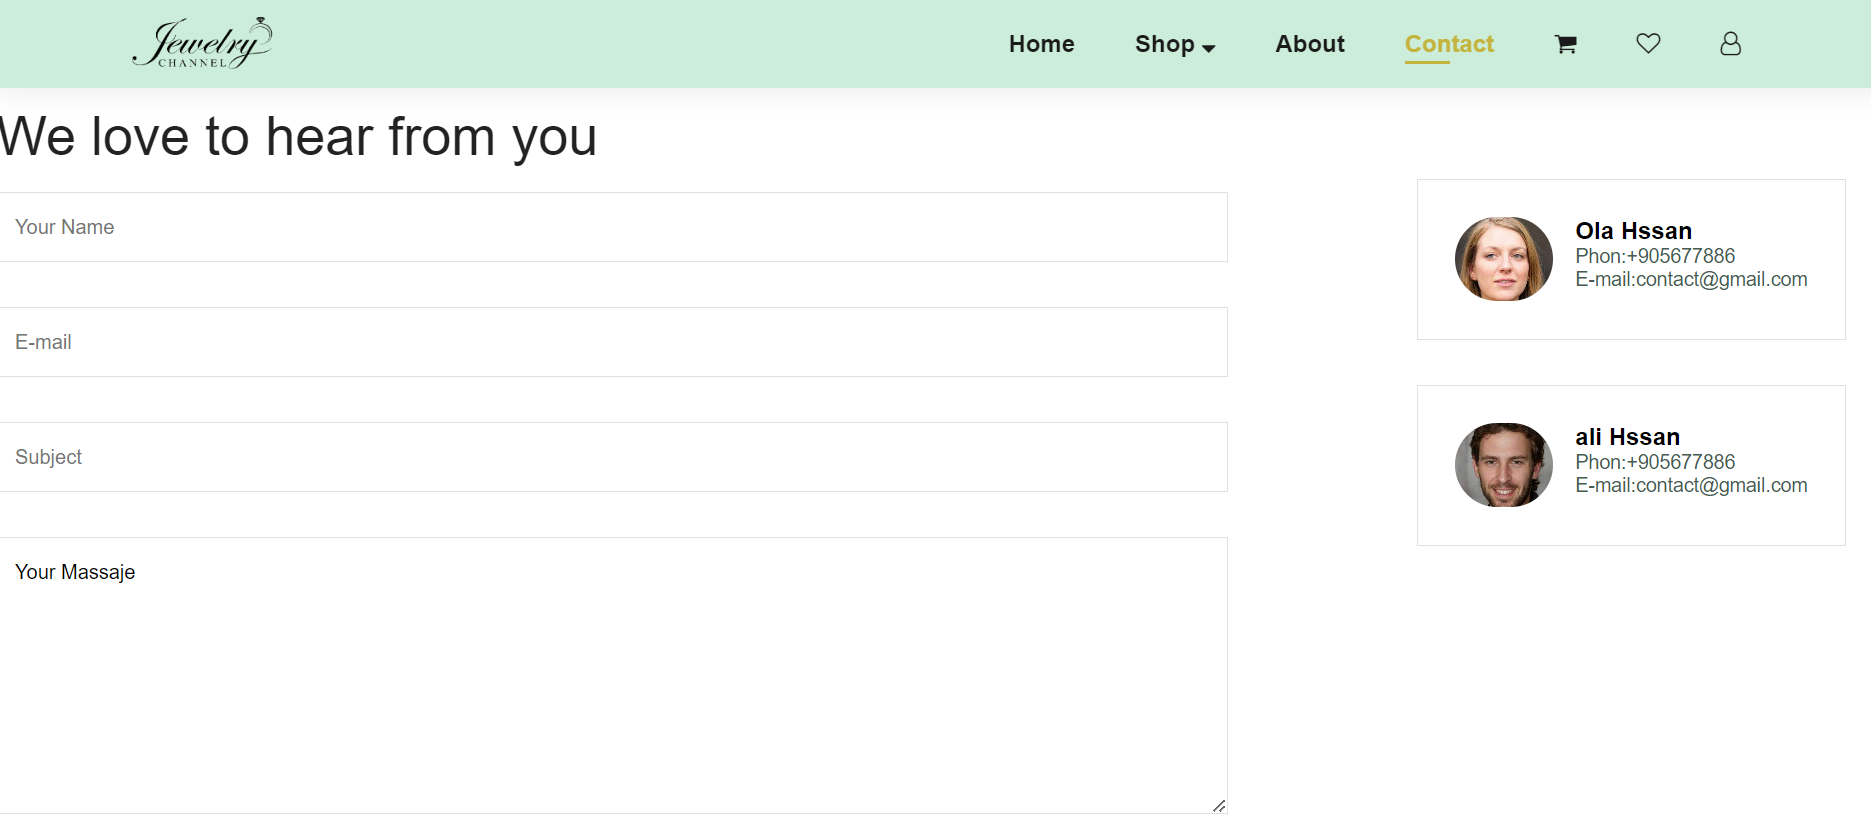 Jewelry
CHANNEL
Home Shop About Contact
We love to hear from you
Your Name
E-mail
Subject
Your Massaje
Ola Hssan
Phon:+905677886
E-mail:contact@gmail.com
ali Hssan
Phon:+905677886
E-mail:contact@gmail.com